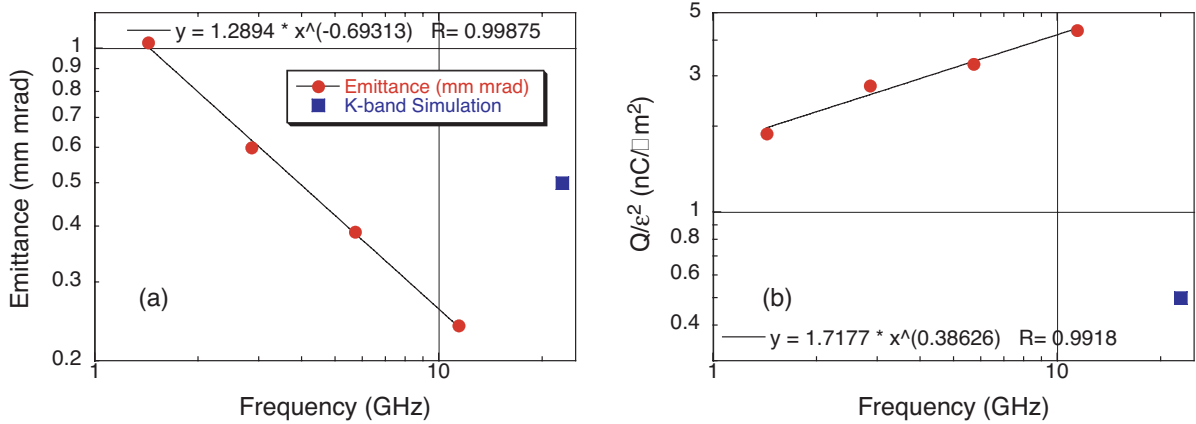 y = 1.2894 * x^(-0.69313) R= 0.99875
1
0.9
0.8
0.7
0.6
0.5
0.4
0.3
0.2
Emittance (mm mrad)
Emittance (mm mrad)
K-band Simulation
(a)
1
10
Frequency (GHz)
5
3
1
0.8
0.6
0.4
Q/ε² (nC/□ m²)
(b)
y = 1.7177 * x^(0.38626) R= 0.9918
1
10
Frequency (GHz)